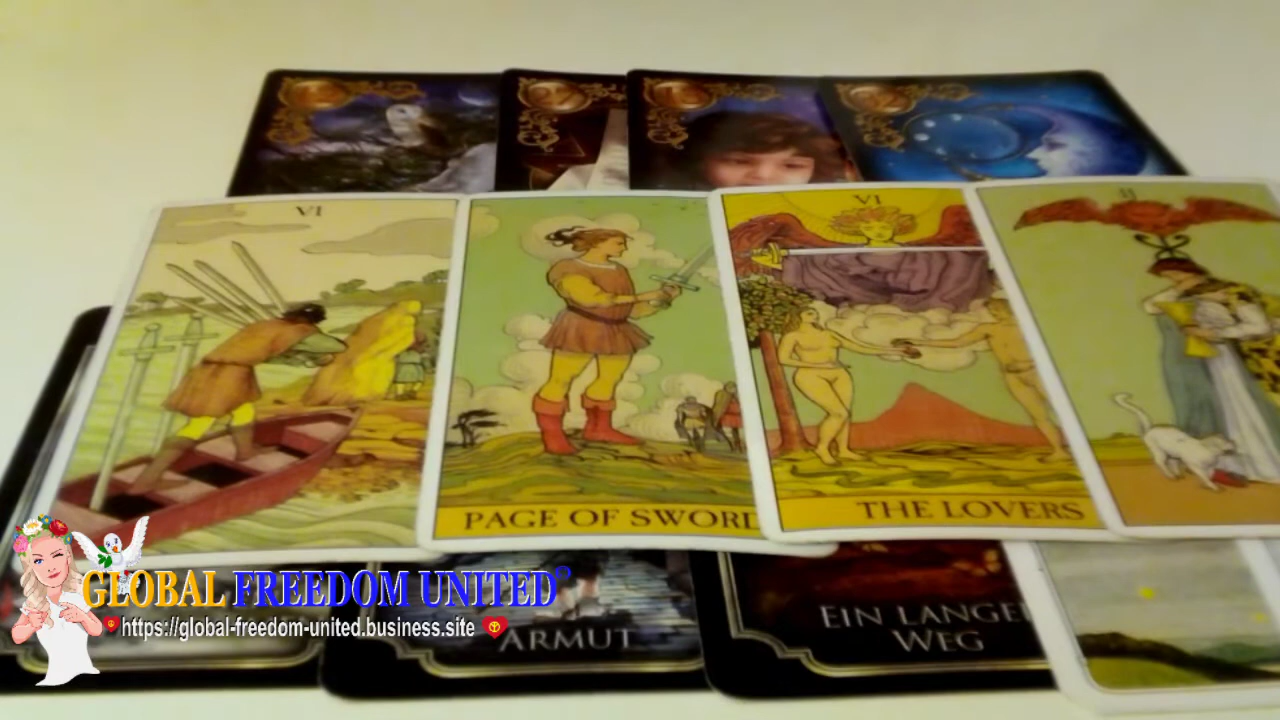 VI
PAGE OF SWORD
VI
THE LOVERS
II
ARMUT
EIN LANGE
WEG
GLOBAL FREEDOM UNITED
https://global-freedom-united.business.site